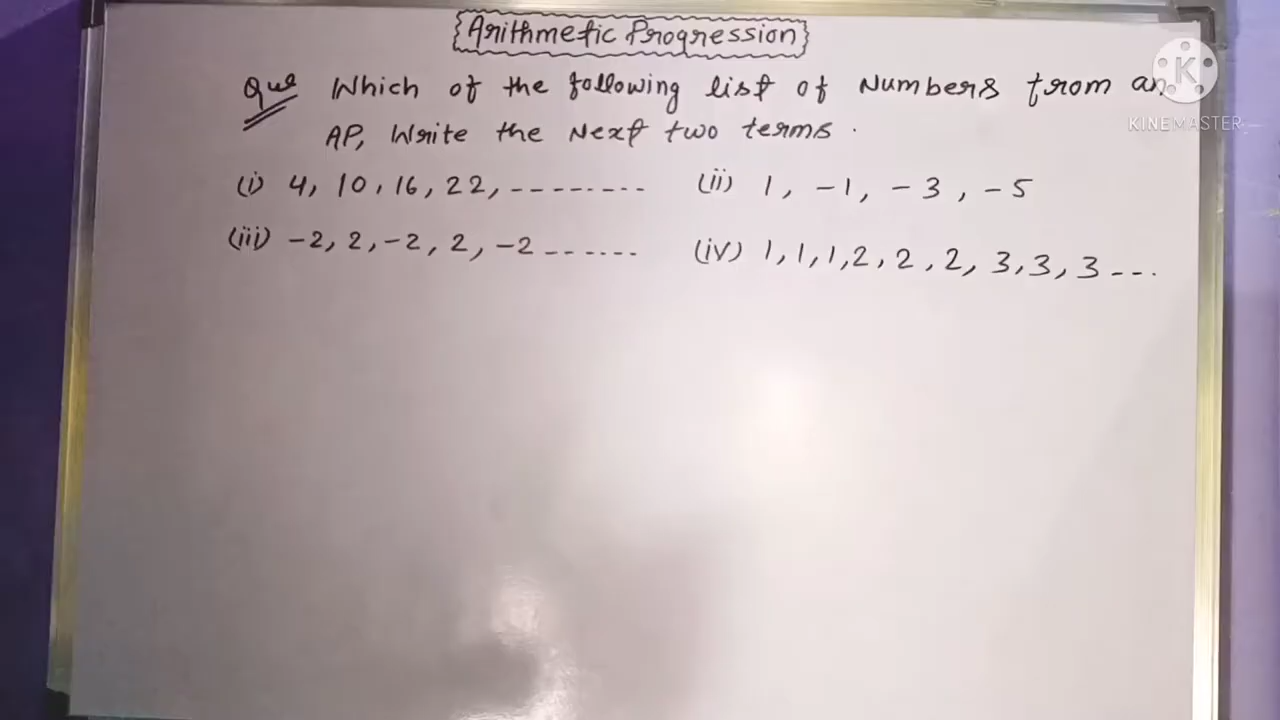 Arithmetic Progression
Que Which of the following list of Numbers from an
AP, Write the Next two terms.
(i) 4, 10, 16, 22, --------
(ii) 1, -1, -3, -5
(iii) -2, 2, -2, 2, -2 ------
(iv) 1, 1, 1, 2, 2, 2, 3, 3, 3 ---
K
KINEMASTER